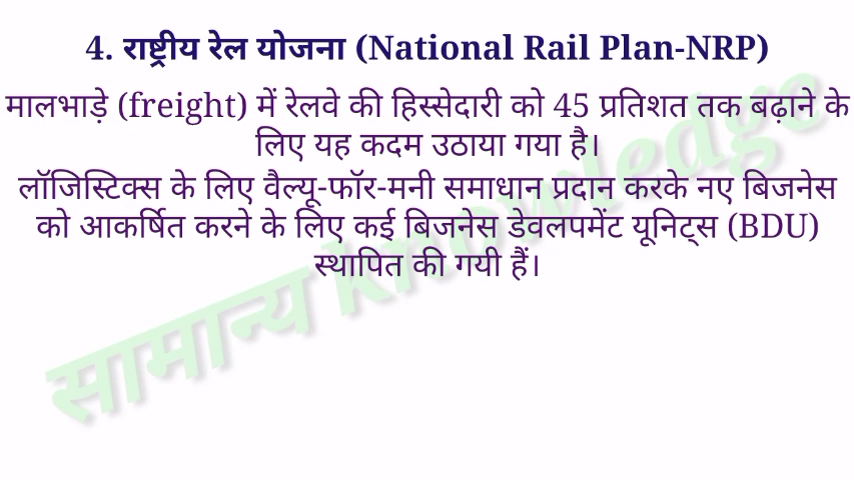 4. राष्ट्रीय रेल योजना (National Rail Plan-NRP)
मालभाड़े (freight) में रेलवे की हिस्सेदारी को 45 प्रतिशत तक बढ़ाने के
लिए यह कदम उठाया गया है।
लॉजिस्टिक्स के लिए वैल्यू-फॉर-मनी समाधान प्रदान करके नए बिजनेस
को आकर्षित करने के लिए कई बिजनेस डेवलपमेंट यूनिट्स (BDU)
स्थापित की गयी हैं।
सामान्य knowledge